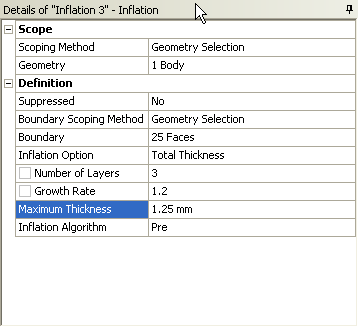 Details of "Inflation 3" - Inflation
Scope
Scoping Method Geometry Selection
Geometry 1 Body
Definition
Suppressed No
Boundary Scoping Method Geometry Selection
Boundary 25 Faces
Inflation Option Total Thickness
Number of Layers 3
Growth Rate 1.2
Maximum Thickness 1.25 mm
Inflation Algorithm Pre